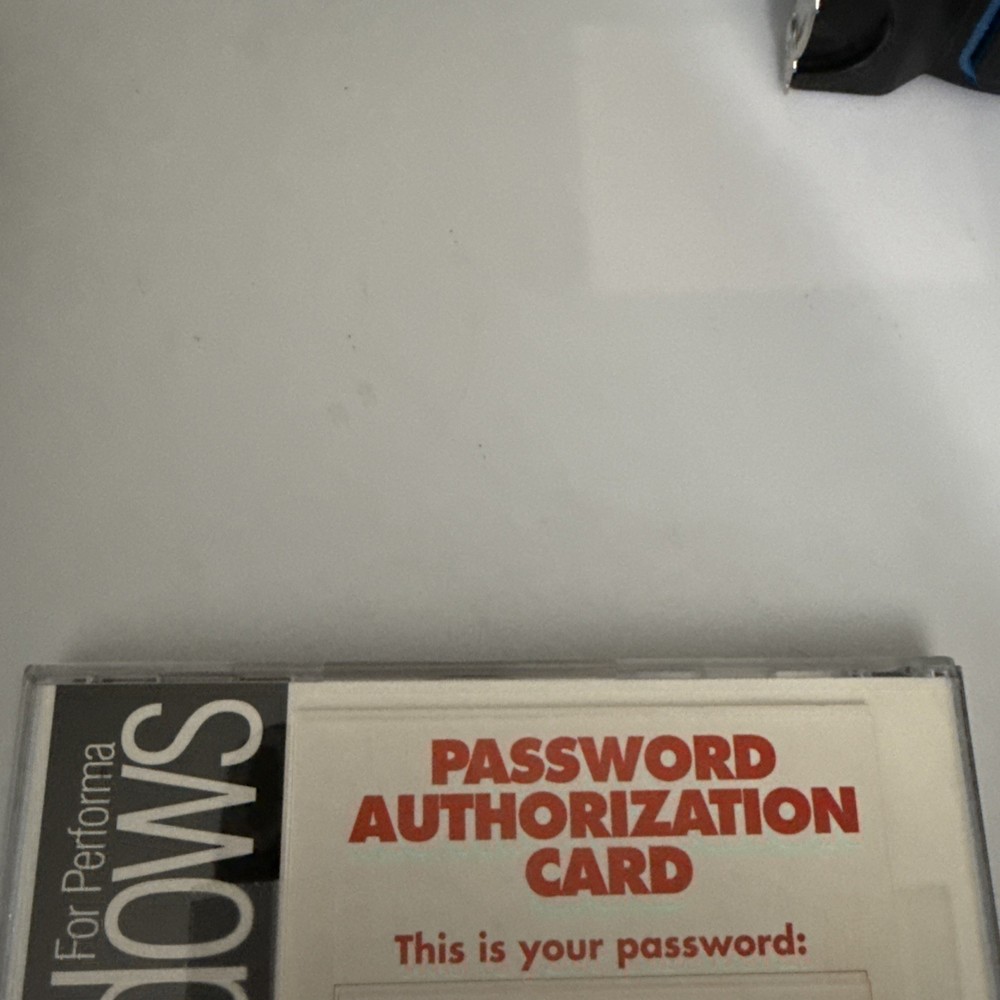 For Performa
dows
PASSWORD
AUTHORIZATION
CARD
This is your password: